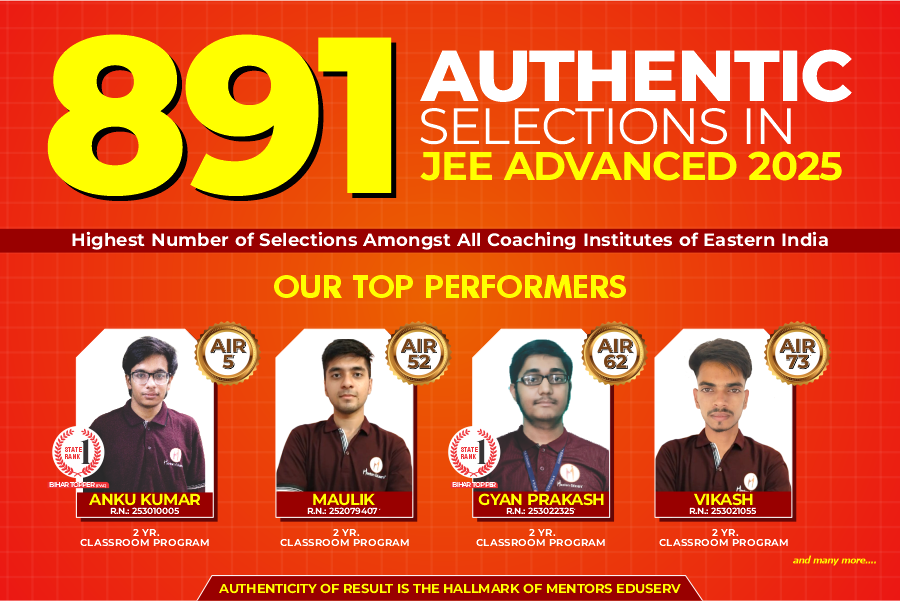 891
AUTHENTIC
SELECTIONS IN
JEE ADVANCED 2025
Highest Number of Selections Amongst All Coaching Institutes of Eastern India
OUR TOP PERFORMERS
AIR
5
AIR
52
AIR
62
AIR
73
STATE
RANK 1
BIHAR TOPPER
STATE
RANK 1
BIHAR TOPPER
ANKU KUMAR
R.N.: 253010005
MAULIK
R.N.: 252079407
GYAN PRAKASH
R.N.: 253022325
VIKASH
R.N.: 253021055
2 YR.
CLASSROOM PROGRAM
2 YR.
CLASSROOM PROGRAM
2 YR.
CLASSROOM PROGRAM
2 YR.
CLASSROOM PROGRAM
and many more....
AUTHENTICITY OF RESULT IS THE HALLMARK OF MENTORS EDUSERV